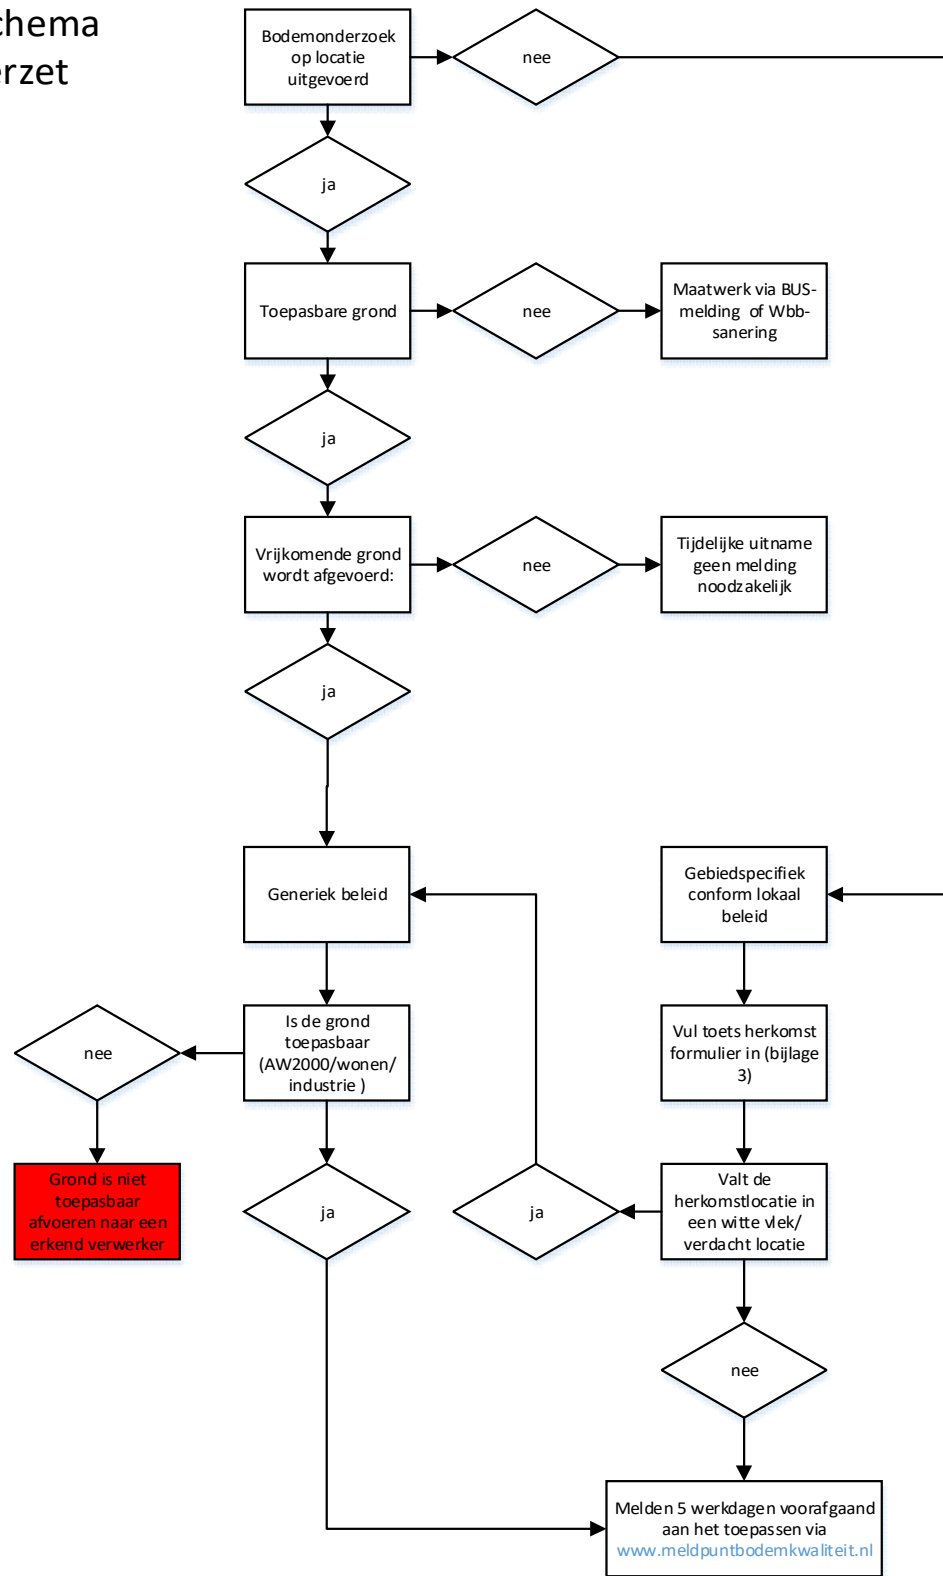 chema
erzet
Bodemonderzoek
op locatie
uitgevoerd
nee
ja
Toepasbare grond
nee
Maatwerk via BUS-
melding of Wbb-
sanering
ja
Vrijkomende grond
wordt afgevoerd:
nee
Tijdelijke uitname
geen melding
noodzakelijk
ja
Generiek beleid
Gebiedspecifiek
conform lokaal
beleid
nee
Is de grond
toepasbaar
(AW2000/wonen/
industrie )
Vul toets herkomst
formulier in (bijlage
3)
Grond is niet
toepasbaar
afvoeren naar een
erkend verwerker
ja
ja
Valt de
herkomstlocatie in
een witte vlek/
verdacht locatie
nee
Melden 5 werkdagen voorafgaand
aan het toepassen via
www.meldpuntbodemkwaliteit.nl